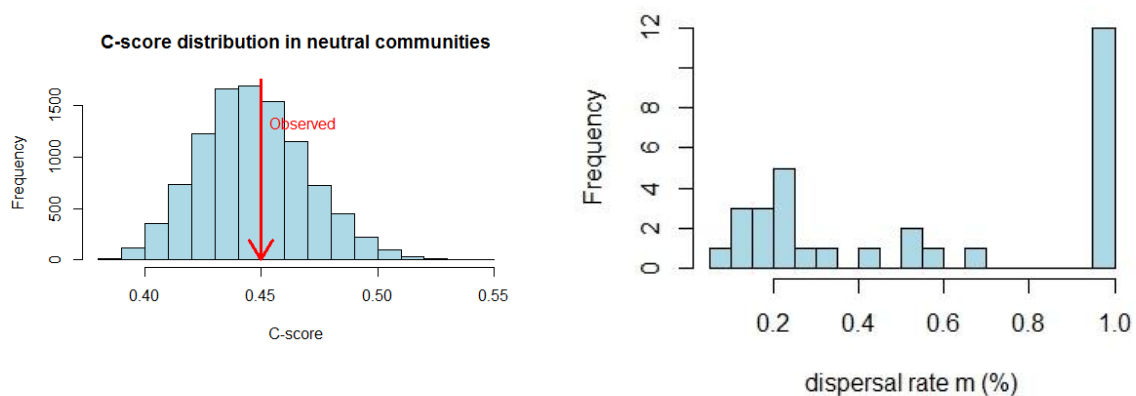 C-score distribution in neutral communities
Observed
Frequency
0 500 1000 1500
0.40 0.45 0.50 0.55
C-score
Frequency
0 2 4 6 8 12
0.2 0.4 0.6 0.8 1.0
dispersal rate m (%)